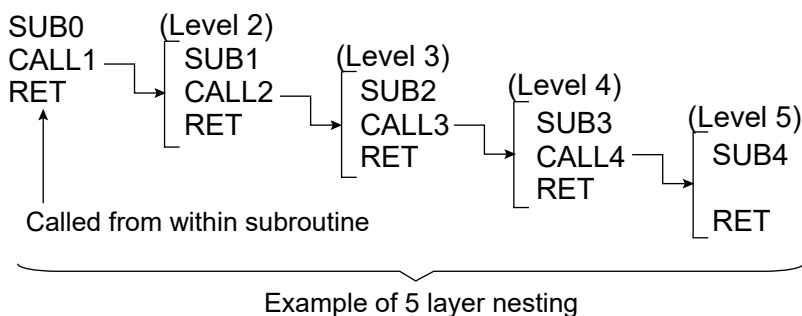 SUB0
CALL1
RET
(Level 2)
SUB1
CALL2
RET
(Level 3)
SUB2
CALL3
RET
(Level 4)
SUB3
CALL4
RET
(Level 5)
SUB4
RET
Called from within subroutine
Example of 5 layer nesting